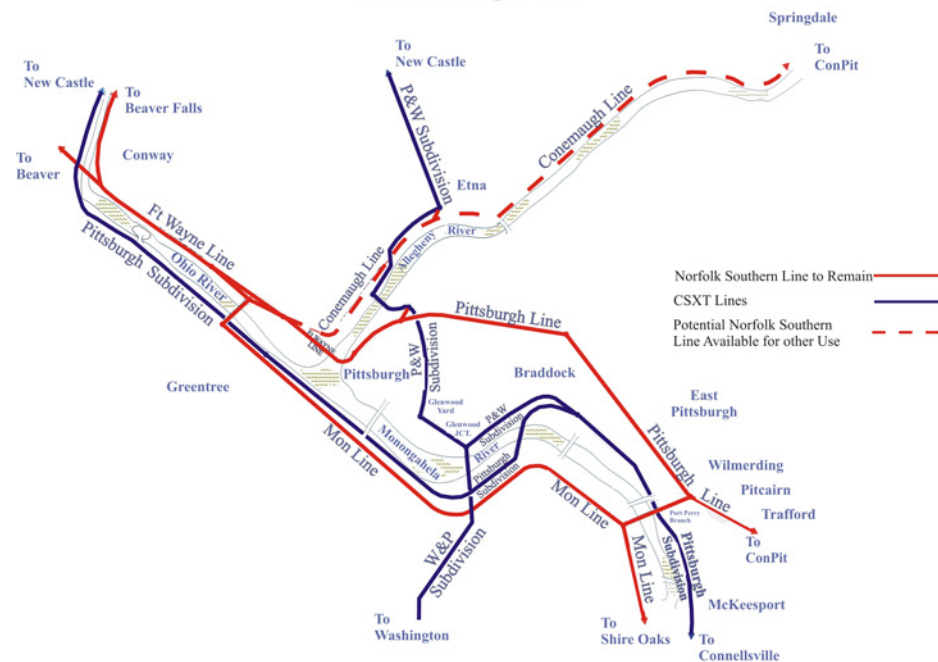 Springdale
To
ConPit
To
New Castle
To
New Castle
To
Beaver Falls
To
Beaver
Conway
P&W Subdivision
Conemaugh Line
Etna
River
Allegheny
Ft Wayne Line
Ohio River
Pittsburgh Subdivision
Conemaugh Line
Norfolk Southern Line to Remain
CSXT Lines
Potential Norfolk Southern
Line Available for other Use
Pittsburgh Line
Pittsburgh
P&W
Subdivision
Braddock
Greentree
East
Pittsburgh
Glenwood
Yard
Glenwood
JCT.
P&W
Subdivision
Monongahela
River
Pittsburgh
Subdivision
Mon Line
Mon Line
Pittsburgh Line
Wilmerding
Pitcairn
Trafford
To
ConPit
Port Perry
Branch
W&P
Subdivision
Mon Line
Pittsburgh
Subdivision
McKeesport
To
Washington
To
Shire Oaks
To
Connellsville